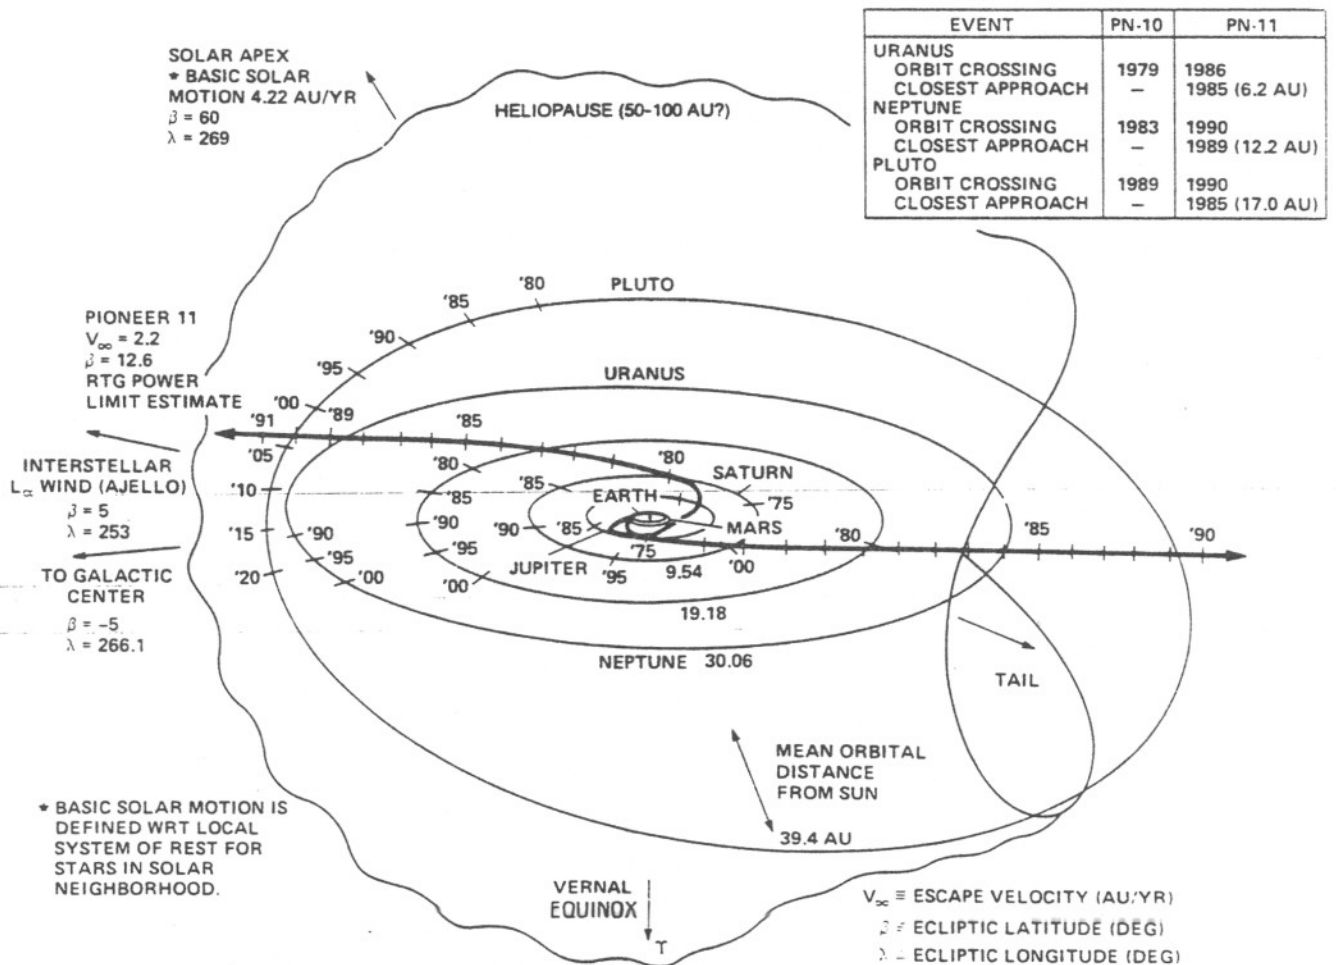 EVENT PN-10 PN-11
URANUS
ORBIT CROSSING 1979 1986
CLOSEST APPROACH – 1985 (6.2 AU)
NEPTUNE
ORBIT CROSSING 1983 1990
CLOSEST APPROACH – 1989 (12.2 AU)
PLUTO
ORBIT CROSSING 1989 1990
CLOSEST APPROACH – 1985 (17.0 AU)
SOLAR APEX
* BASIC SOLAR
MOTION 4.22 AU/YR
β = 60
λ = 269
HELIOPAUSE (50-100 AU?)
PIONEER 11
V∞ = 2.2
β = 12.6
RTG POWER
LIMIT ESTIMATE
'91 '89 '85 '80
INTERSTELLAR
Lα WIND (AJELLO)
β = 5
λ = 253
TO GALACTIC
CENTER
β = -5
λ = 266.1
PLUTO
'80
'85
'90
'95
'00
'05
'10
'15
'20
URANUS
'80
'85
'90
'95
'00
'90
'95
'00
SATURN
'75
'85
'90
'95
'00
EARTH
MARS
'85
JUPITER
'75
'80 '85 '90
9.54
19.18
NEPTUNE 30.06
TAIL
MEAN ORBITAL
DISTANCE
FROM SUN
39.4 AU
* BASIC SOLAR MOTION IS
DEFINED WRT LOCAL
SYSTEM OF REST FOR
STARS IN SOLAR
NEIGHBORHOOD.
VERNAL
EQUINOX
♈
V∞ ≡ ESCAPE VELOCITY (AU/YR)
β ≡ ECLIPTIC LATITUDE (DEG)
λ ≡ ECLIPTIC LONGITUDE (DEG)